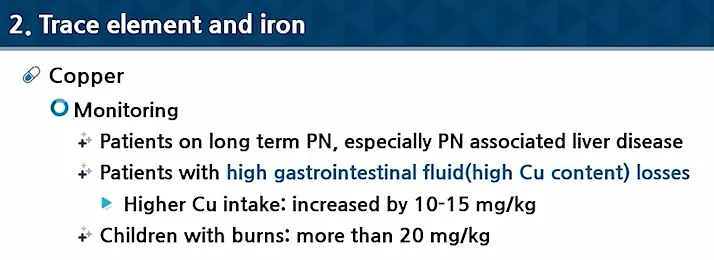 2. Trace element and iron
Copper
Monitoring
Patients on long term PN, especially PN associated liver disease
Patients with high gastrointestinal fluid(high Cu content) losses
Higher Cu intake: increased by 10-15 mg/kg
Children with burns: more than 20 mg/kg